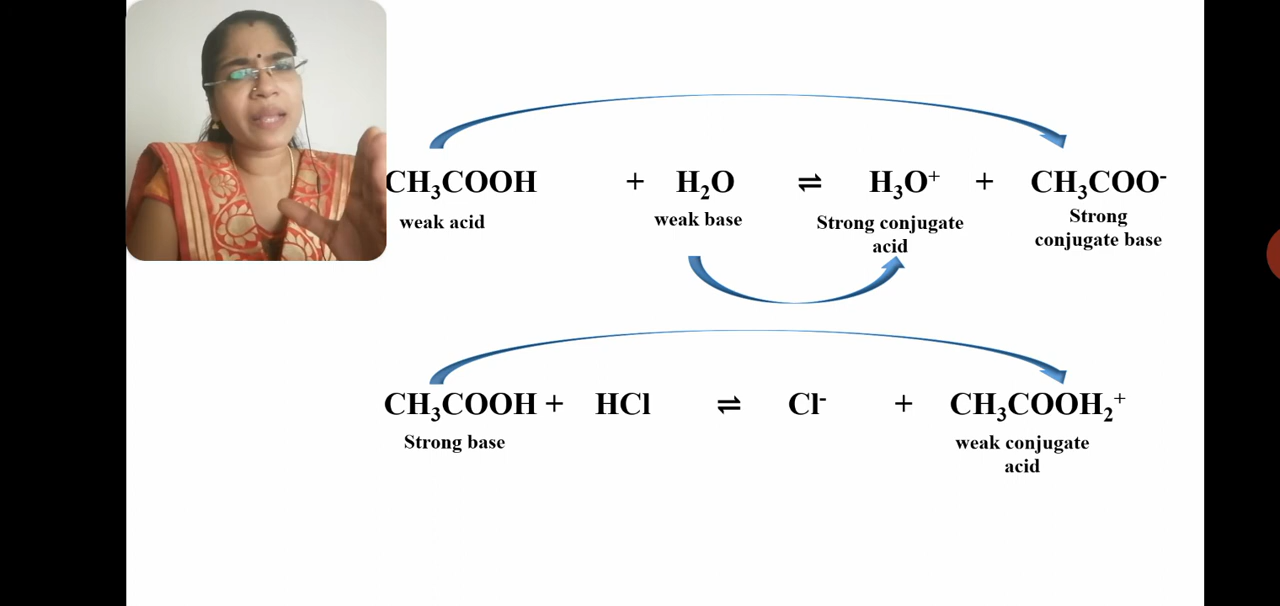 CH₃COOH + H₂O ⇌ H₃O⁺ + CH₃COO⁻
weak acid weak base Strong conjugate acid Strong conjugate base
CH₃COOH + HCl ⇌ Cl⁻ + CH₃COOH₂⁺
Strong base weak conjugate acid